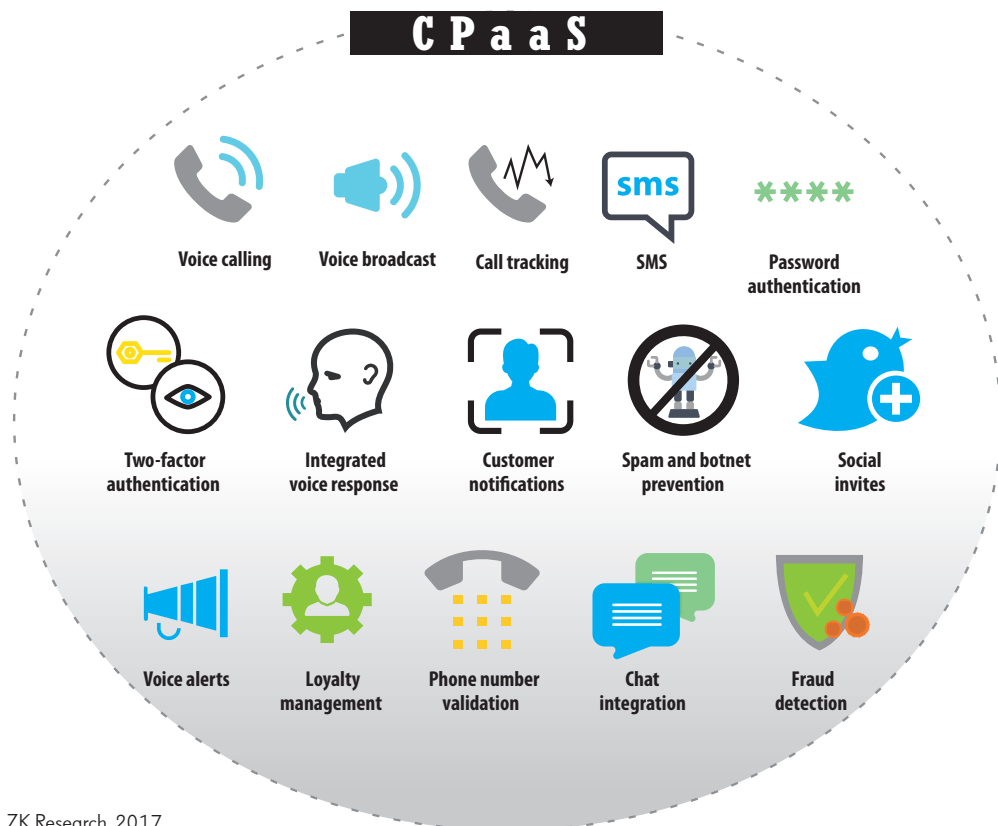 CPaaS
sms
****
Voice calling
Voice broadcast
Call tracking
SMS
Password
authentication
Two-factor
authentication
Integrated
voice response
Customer
notifications
Spam and botnet
prevention
Social
invites
Voice alerts
Loyalty
management
Phone number
validation
Chat
integration
Fraud
detection
ZK Research, 2017